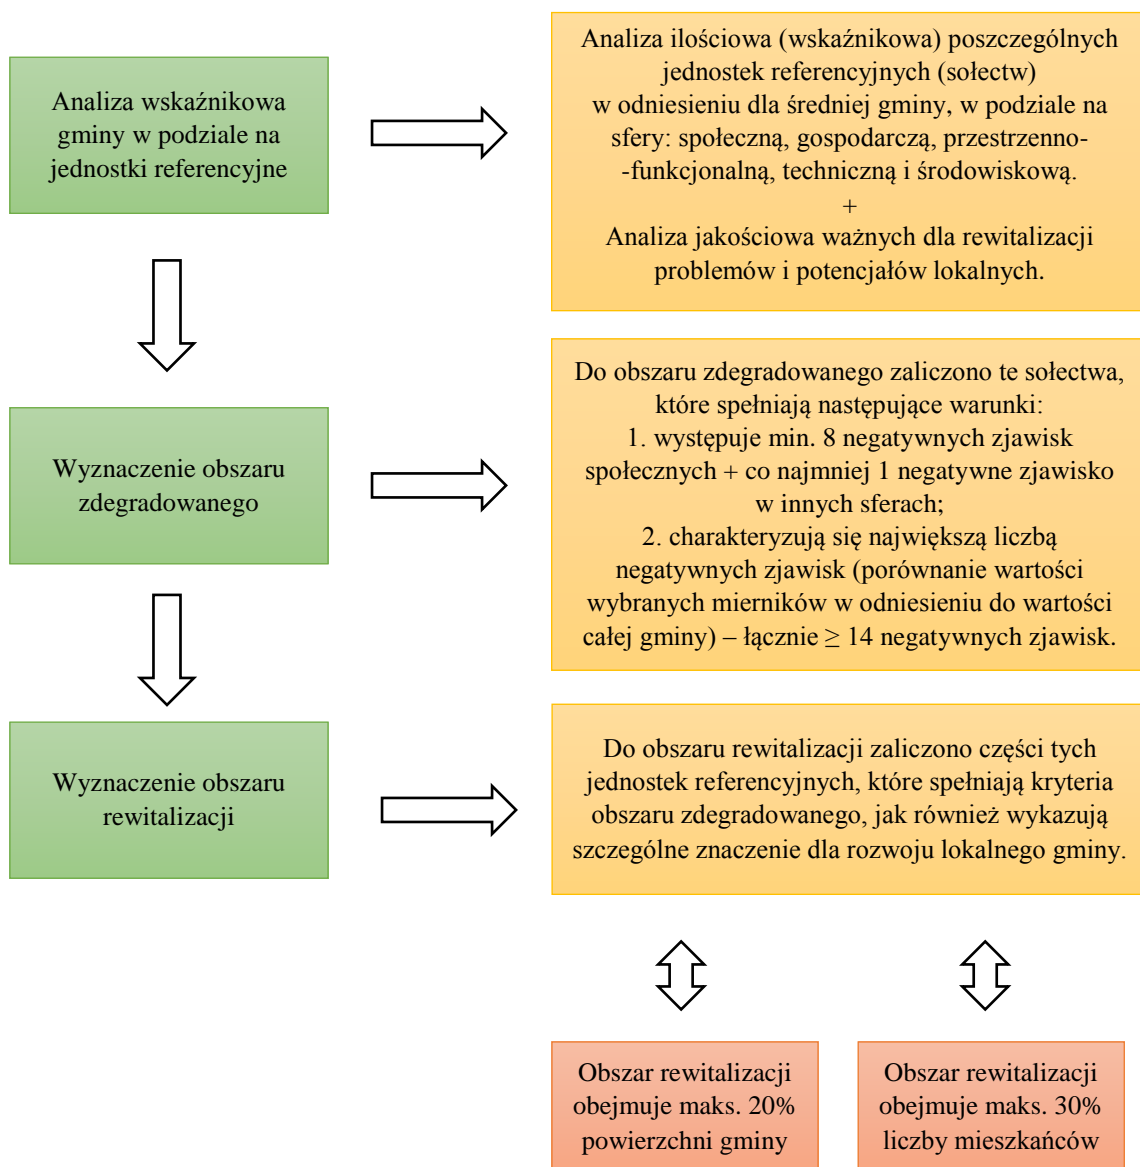 Analiza wskaźnikowa
gminy w podziale na
jednostki referencyjne
Analiza ilościowa (wskaźnikowa) poszczególnych
jednostek referencyjnych (sołectw)
w odniesieniu dla średniej gminy, w podziale na
sfery: społeczną, gospodarczą, przestrzenno-
-funkcjonalną, techniczną i środowiskową.
+
Analiza jakościowa ważnych dla rewitalizacji
problemów i potencjałów lokalnych.
Wyznaczenie obszaru
zdegradowanego
Do obszaru zdegradowanego zaliczono te sołectwa,
które spełniają następujące warunki:
1. występuje min. 8 negatywnych zjawisk
społecznych + co najmniej 1 negatywne zjawisko
w innych sferach;
2. charakteryzują się największą liczbą
negatywnych zjawisk (porównanie wartości
wybranych mierników w odniesieniu do wartości
całej gminy) – łącznie ≥ 14 negatywnych zjawisk.
Wyznaczenie obszaru
rewitalizacji
Do obszaru rewitalizacji zaliczono części tych
jednostek referencyjnych, które spełniają kryteria
obszaru zdegradowanego, jak również wykazują
szczególne znaczenie dla rozwoju lokalnego gminy.
Obszar rewitalizacji
obejmuje maks. 20%
powierzchni gminy
Obszar rewitalizacji
obejmuje maks. 30%
liczby mieszkańców